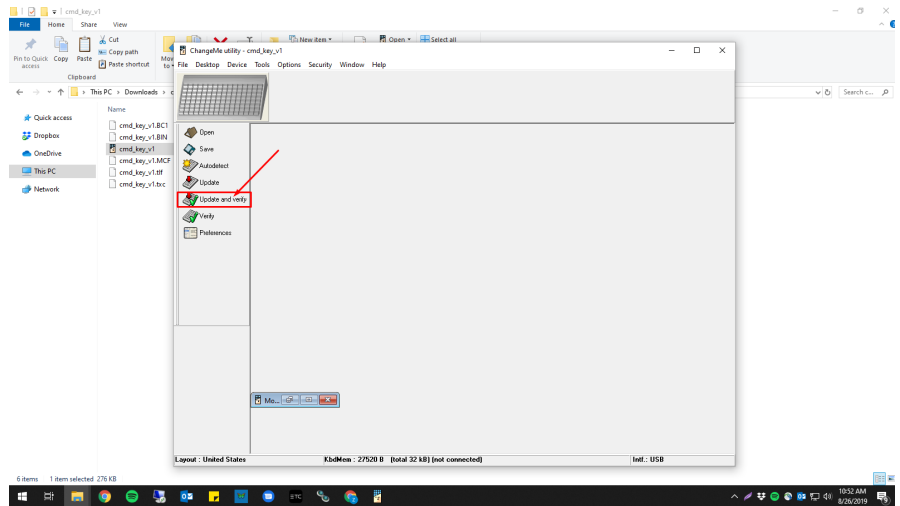 cmd_key_v1
File Home Share View
Pin to Quick access
Copy
Paste
Cut
Copy path
Paste shortcut
Clipboard
New item
Open
Select all
This PC > Downloads >
Search c...
Quick access
Dropbox
OneDrive
This PC
Network
Name
cmd_key_v1.BC1
cmd_key_v1.BIN
cmd_key_v1
cmd_key_v1.MCF
cmd_key_v1.tlf
cmd_key_v1.txc
ChangeMe utility - cmd_key_v1
File Desktop Device Tools Options Security Window Help
Open
Save
Autodetect
Update
Update and verify
Verify
Preferences
Mo...
Layout : United States KbdMem : 27520 B (total 32 kB) (not connected) Intf.: USB
6 items 1 item selected 276 KB
ETC
10:52 AM
8/26/2019